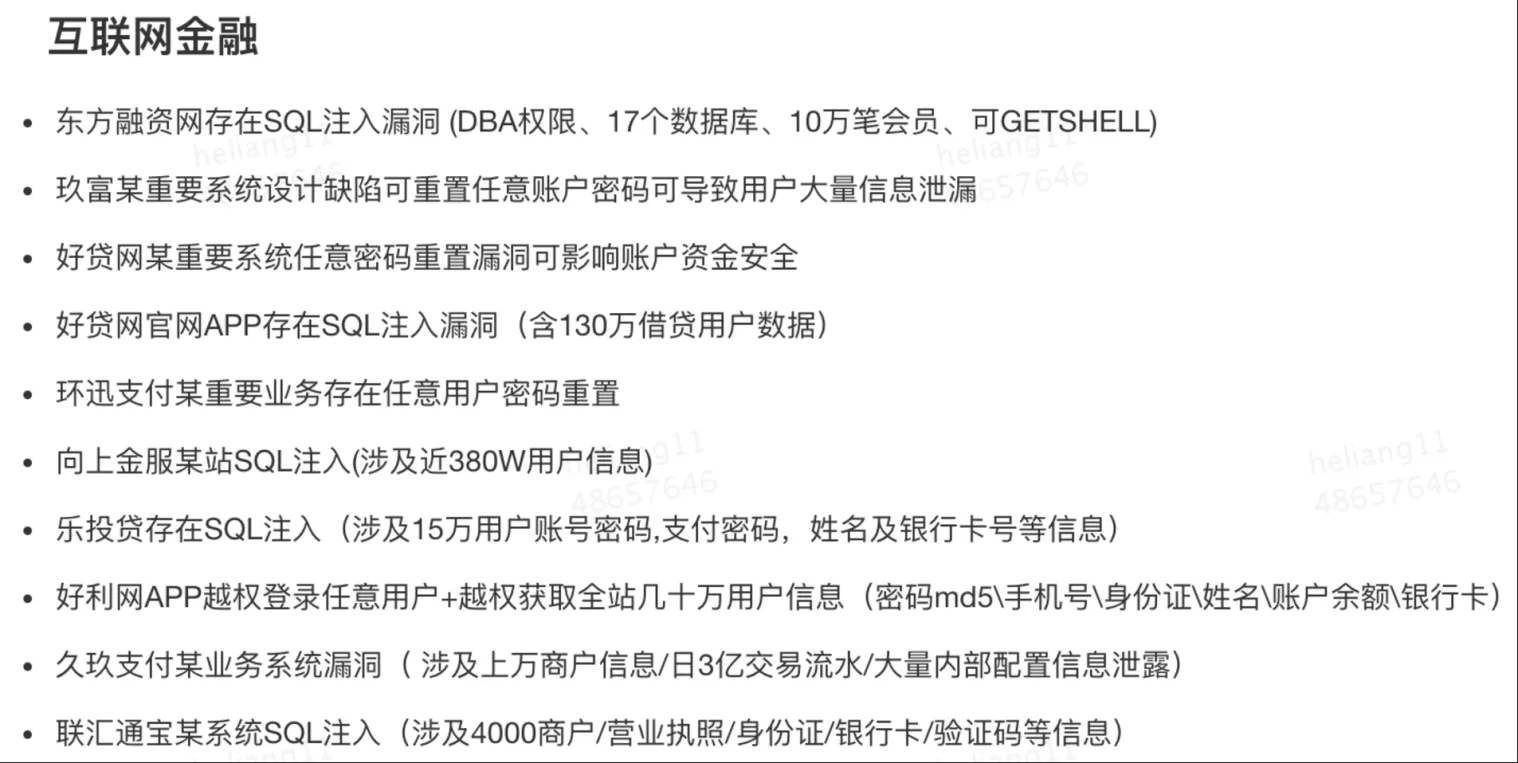 互联网金融
东方融资网存在SQL注入漏洞 (DBA权限、17个数据库、10万笔会员、可GETSHELL)
玖富某重要系统设计缺陷可重置任意账户密码可导致用户大量信息泄漏
好贷网某重要系统任意密码重置漏洞可影响账户资金安全
好贷网官网APP存在SQL注入漏洞（含130万借贷用户数据）
环迅支付某重要业务存在任意用户密码重置
向上金服某站SQL注入(涉及近380W用户信息)
乐投贷存在SQL注入（涉及15万用户账号密码,支付密码，姓名及银行卡号等信息）
好利网APP越权登录任意用户+越权获取全站几十万用户信息（密码md5\手机号\身份证\姓名\账户余额\银行卡）
久玖支付某业务系统漏洞（ 涉及上万商户信息/日3亿交易流水/大量内部配置信息泄露）
联汇通宝某系统SQL注入（涉及4000商户/营业执照/身份证/银行卡/验证码等信息）
heliang11
48657646